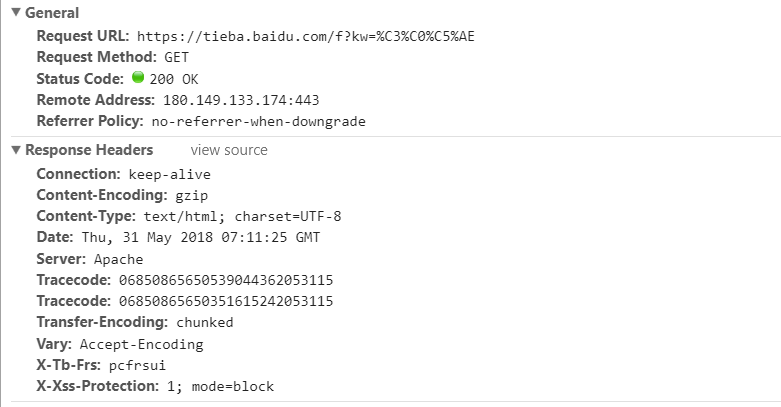 General
Request URL: https://tieba.baidu.com/f?kw=%C3%C0%C5%AE
Request Method: GET
Status Code: 200 OK
Remote Address: 180.149.133.174:443
Referrer Policy: no-referrer-when-downgrade
Response Headers view source
Connection: keep-alive
Content-Encoding: gzip
Content-Type: text/html; charset=UTF-8
Date: Thu, 31 May 2018 07:11:25 GMT
Server: Apache
Tracecode: 06850865650539044362053115
Tracecode: 06850865650351615242053115
Transfer-Encoding: chunked
Vary: Accept-Encoding
X-Tb-Frs: pcfrsui
X-Xss-Protection: 1; mode=block